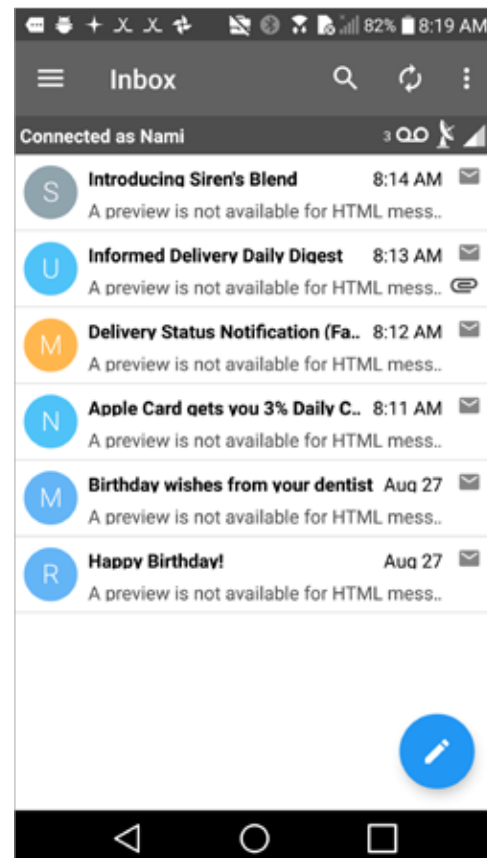 82% 8:19 AM
Inbox
Connected as Nami 3
S Introducing Siren's Blend 8:14 AM
A preview is not available for HTML mess..
U Informed Delivery Daily Digest 8:13 AM
A preview is not available for HTML mess..
M Delivery Status Notification (Fa.. 8:12 AM
A preview is not available for HTML mess..
N Apple Card gets you 3% Daily C.. 8:11 AM
A preview is not available for HTML mess..
M Birthday wishes from your dentist Aug 27
A preview is not available for HTML mess..
R Happy Birthday! Aug 27
A preview is not available for HTML mess..